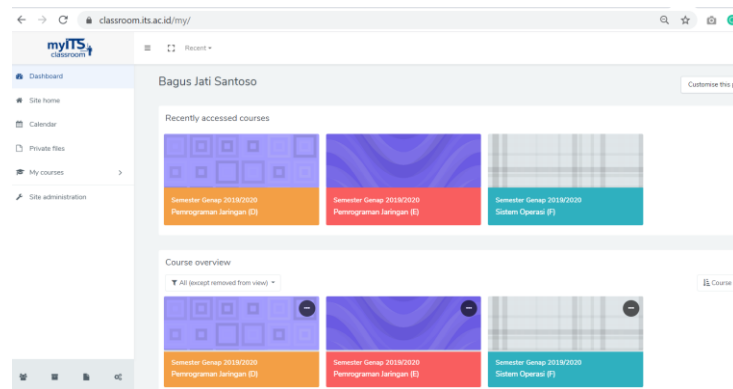 classroom.its.ac.id/my/
myITS
classroom
Recent
Dashboard
Site home
Calendar
Private files
My courses
Site administration
Bagus Jati Santoso
Customise this p
Recently accessed courses
Semester Genap 2019/2020
Pemrograman Jaringan (D)
Semester Genap 2019/2020
Pemrograman Jaringan (E)
Semester Genap 2019/2020
Sistem Operasi (F)
Course overview
All (except removed from view)
Course
Semester Genap 2019/2020
Pemrograman Jaringan (D)
Semester Genap 2019/2020
Pemrograman Jaringan (E)
Semester Genap 2019/2020
Sistem Operasi (F)